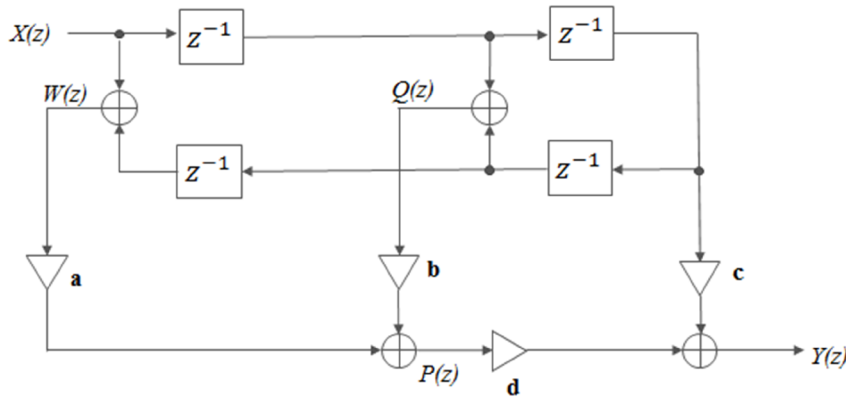 X(z) z⁻¹ z⁻¹
W(z) Q(z)
z⁻¹ z⁻¹
a b c
P(z) d Y(z)